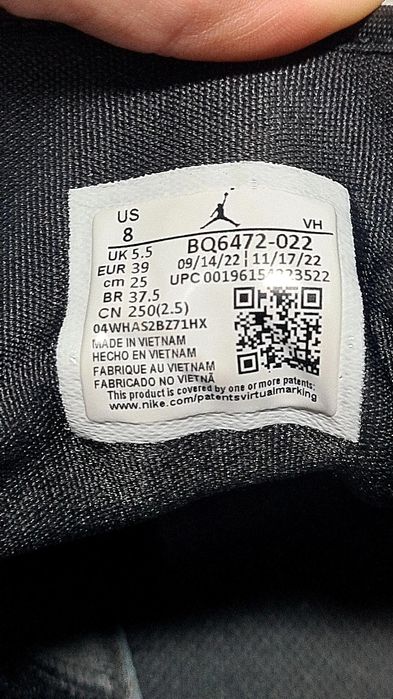 US
8
VH
UK 5.5
BQ6472-022
EUR 39
09/14/22 | 11/17/22
cm 25
UPC
BR 37.5
CN 250(2.5)
04WHAS2BZ71HX
MADE IN VIETNAM
HECHO EN VIETNAM
FABRIQUE AU VIETNAM
FABRICADO NO VIETNÃ
This product is covered by one or more patents:
www.nike.com/patentsvirtualmarking